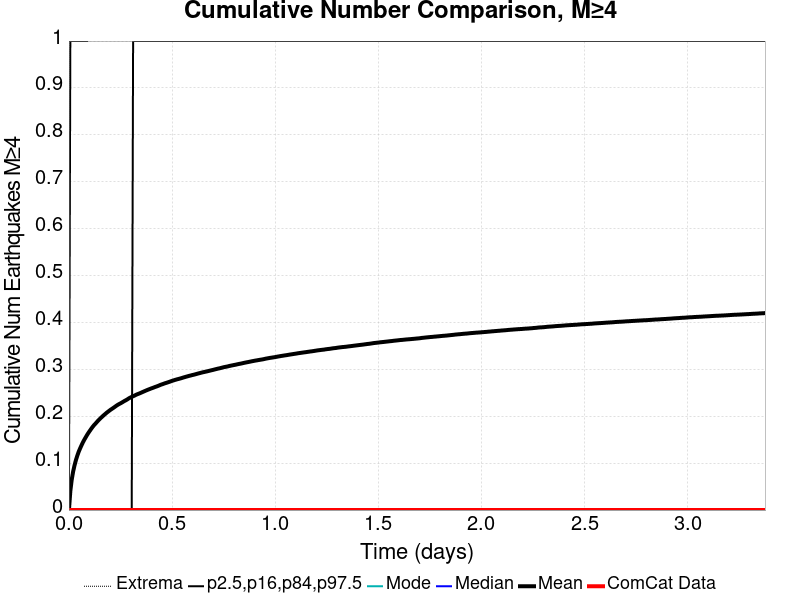 Cumulative Number Comparison, M≥4
Cumulative Num Earthquakes M≥4
1
0.9
0.8
0.7
0.6
0.5
0.4
0.3
0.2
0.1
0
0.0 0.5 1.0 1.5 2.0 2.5 3.0
Time (days)
Extrema p2.5,p16,p84,p97.5 Mode Median Mean ComCat Data